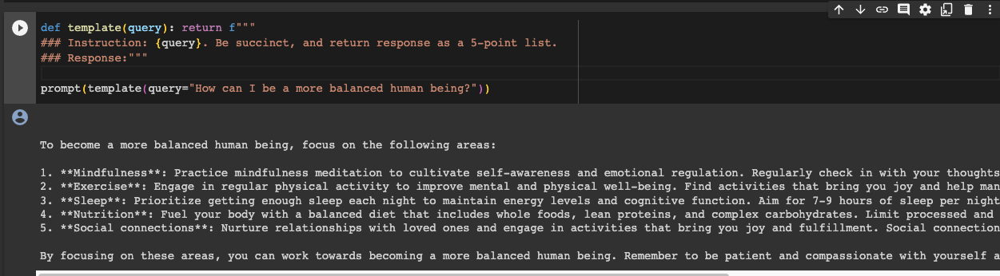 def template(query): return f"""
### Instruction: {query}. Be succinct, and return response as a 5-point list.
### Response:"""
prompt(template(query="How can I be a more balanced human being?"))
To become a more balanced human being, focus on the following areas:
1. **Mindfulness**: Practice mindfulness meditation to cultivate self-awareness and emotional regulation. Regularly check in with your thoughts
2. **Exercise**: Engage in regular physical activity to improve mental and physical well-being. Find activities that bring you joy and help man
3. **Sleep**: Prioritize getting enough sleep each night to maintain energy levels and cognitive function. Aim for 7-9 hours of sleep per night
4. **Nutrition**: Fuel your body with a balanced diet that includes whole foods, lean proteins, and complex carbohydrates. Limit processed and
5. **Social connections**: Nurture relationships with loved ones and engage in activities that bring you joy and fulfillment. Social connection
By focusing on these areas, you can work towards becoming a more balanced human being. Remember to be patient and compassionate with yourself a